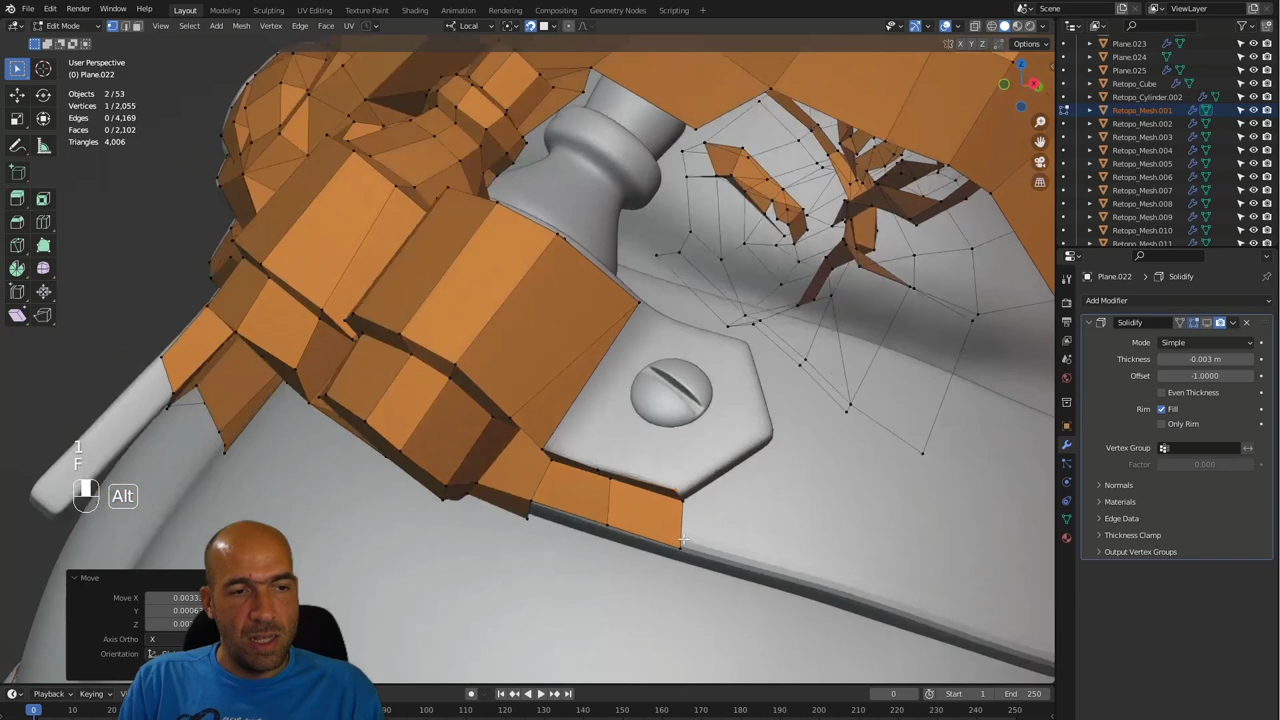 File Edit Render Window Help Layout Modeling Sculpting UV Editing Texture Paint Shading Animation Rendering Compositing Geometry Nodes Scripting Scene ViewLayer
Edit Mode View Select Add Mesh Vertex Edge Face UV Local
X Y Z Options
User Perspective
(0) Plane.022
Objects 2 / 53
Vertices 1 / 2,055
Edges 0 / 4,169
Faces 0 / 2,102
Triangles 4,006
Plane.023
Plane.024
Plane.025
Retopo_Cube
Retopo_Cylinder.002
Retopo_Mesh.001
Retopo_Mesh.002
Retopo_Mesh.003
Retopo_Mesh.004
Retopo_Mesh.005
Retopo_Mesh.006
Retopo_Mesh.007
Retopo_Mesh.008
Retopo_Mesh.009
Retopo_Mesh.010
Retopo_Mesh.011
Plane.022 Solidify
Add Modifier
Solidify
Mode Simple
Thickness -0.003 m
Offset -1.0000
Even Thickness
Rim Fill
Only Rim
Vertex Group
Factor 0.000
Normals
Materials
Edge Data
Thickness Clamp
Output Vertex Groups
1
F
Alt
Move
Move X 0.0033
Y
Z
Axis Ortho X
Orientation
Playback Keying 0 Start 1 End 250
0 10 100 110 120 130 140 150 160 170 180 190 200 210 220 230 240 250